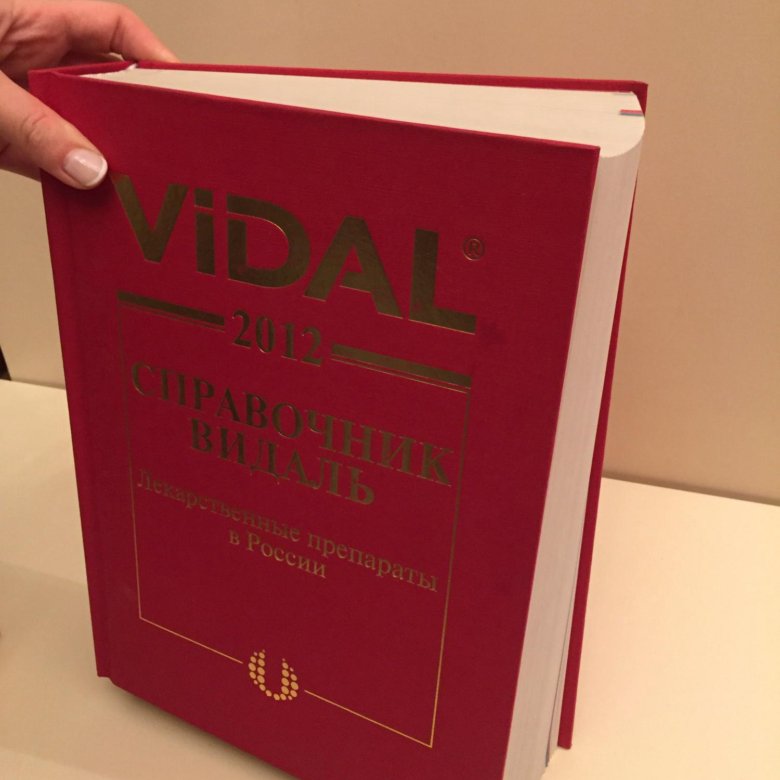 ViDAL®
2012
СПРАВОЧНИК
ВИДАЛЬ
Лекарственные препараты
в России